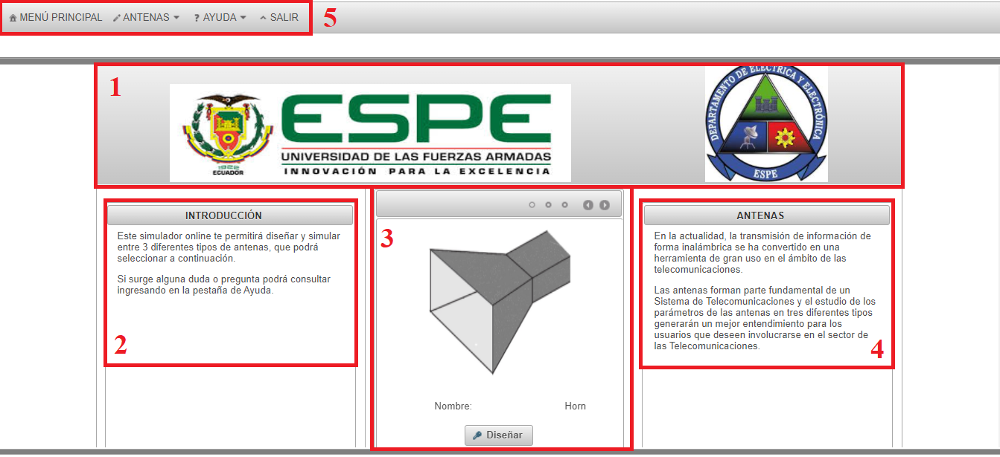 MENÚ PRINCIPAL ANTENAS ? AYUDA SALIR 5
1
1922
ECUADOR
ESPE
UNIVERSIDAD DE LAS FUERZAS ARMADAS
INNOVACIÓN PARA LA EXCELENCIA
DEPARTAMENTO DE ELECTRICA Y ELECTRÓNICA
ESPE
INTRODUCCIÓN
Este simulador online te permitirá diseñar y simular
entre 3 diferentes tipos de antenas, que podrá
seleccionar a continuación.
Si surge alguna duda o pregunta podrá consultar
ingresando en la pestaña de Ayuda.
2
3
Nombre: Horn
Diseñar
ANTENAS
En la actualidad, la transmisión de información de
forma inalámbrica se ha convertido en una
herramienta de gran uso en el ámbito de las
telecomunicaciones.
Las antenas forman parte fundamental de un
Sistema de Telecomunicaciones y el estudio de los
parámetros de las antenas en tres diferentes tipos
generarán un mejor entendimiento para los
usuarios que deseen involucrarse en el sector de
las Telecomunicaciones.
4